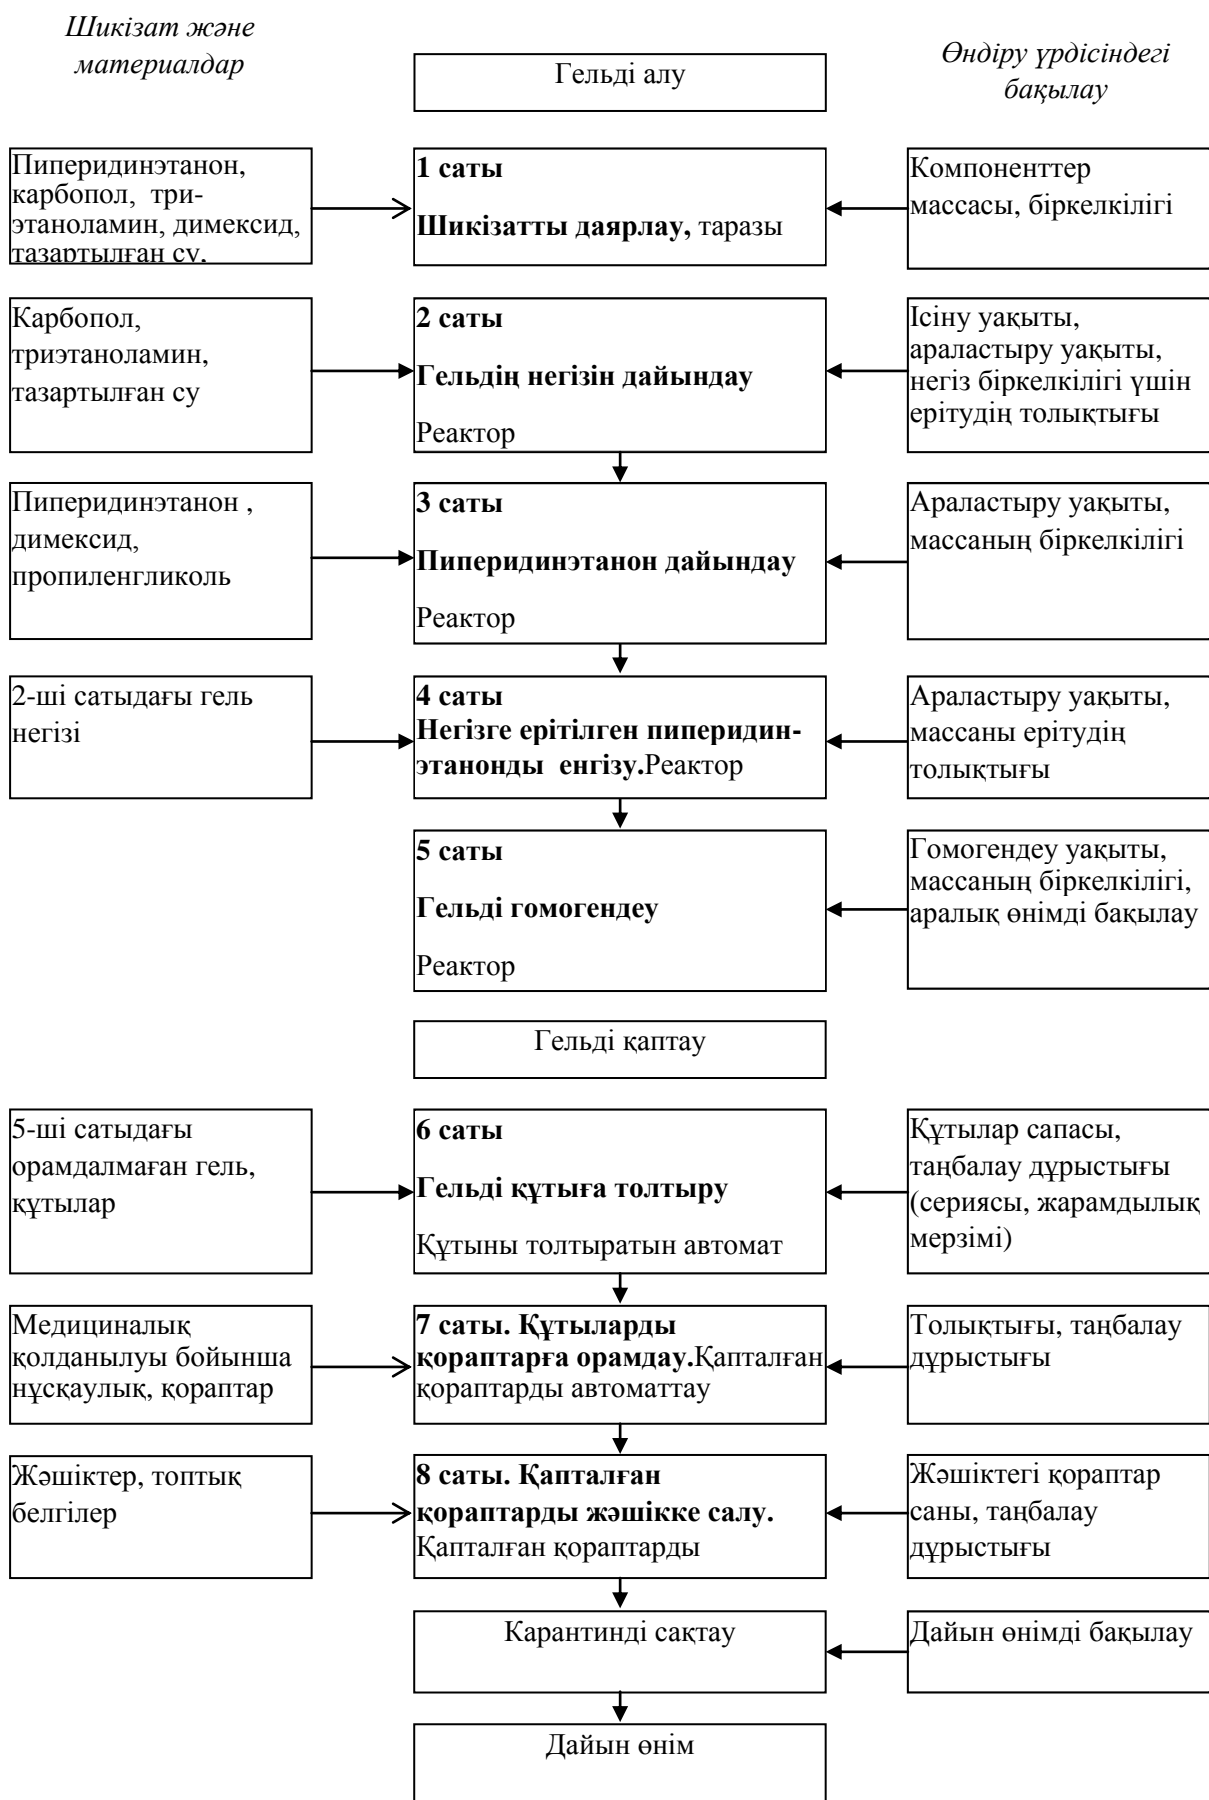 Шикізат және
материалдар
Гельді алу
Өндіру үрдісіндегі
бақылау
Пиперидинэтанон,
карбопол, три-
этаноламин, димексид,
тазартылған су,
1 саты
Шикізатты даярлау, таразы
Компоненттер
массасы, біркелкілігі
Карбопол,
триэтаноламин,
тазартылған су
2 саты
Гельдің негізін дайындау
Реактор
Ісіну уақыты,
араластыру уақыты,
негіз біркелкілігі үшін
ерітудің толықтығы
Пиперидинэтанон ,
димексид,
пропиленгликоль
3 саты
Пиперидинэтанон дайындау
Реактор
Араластыру уақыты,
массаның біркелкілігі
2-ші сатыдағы гель
негізі
4 саты
Негізге ерітілген пиперидин-
этанонды енгізу.Реактор
Араластыру уақыты,
массаны ерітудің
толықтығы
5 саты
Гельді гомогендеу
Реактор
Гомогендеу уақыты,
массаның біркелкілігі,
аралық өнімді бақылау
Гельді қаптау
5-ші сатыдағы
орамдалмаған гель,
құтылар
6 саты
Гельді құтыға толтыру
Құтыны толтыратын автомат
Құтылар сапасы,
таңбалау дұрыстығы
(сериясы, жарамдылық
мерзімі)
Медициналық
қолданылуы бойынша
нұсқаулық, қораптар
7 саты. Құтыларды
қораптарға орамдау.Қапталған
қораптарды автоматтау
Толықтығы, таңбалау
дұрыстығы
Жәшіктер, топтық
белгілер
8 саты. Қапталған
қораптарды жәшікке салу.
Қапталған қораптарды
Жәшіктегі қораптар
саны, таңбалау
дұрыстығы
Карантинді сақтау
Дайын өнімді бақылау
Дайын өнім